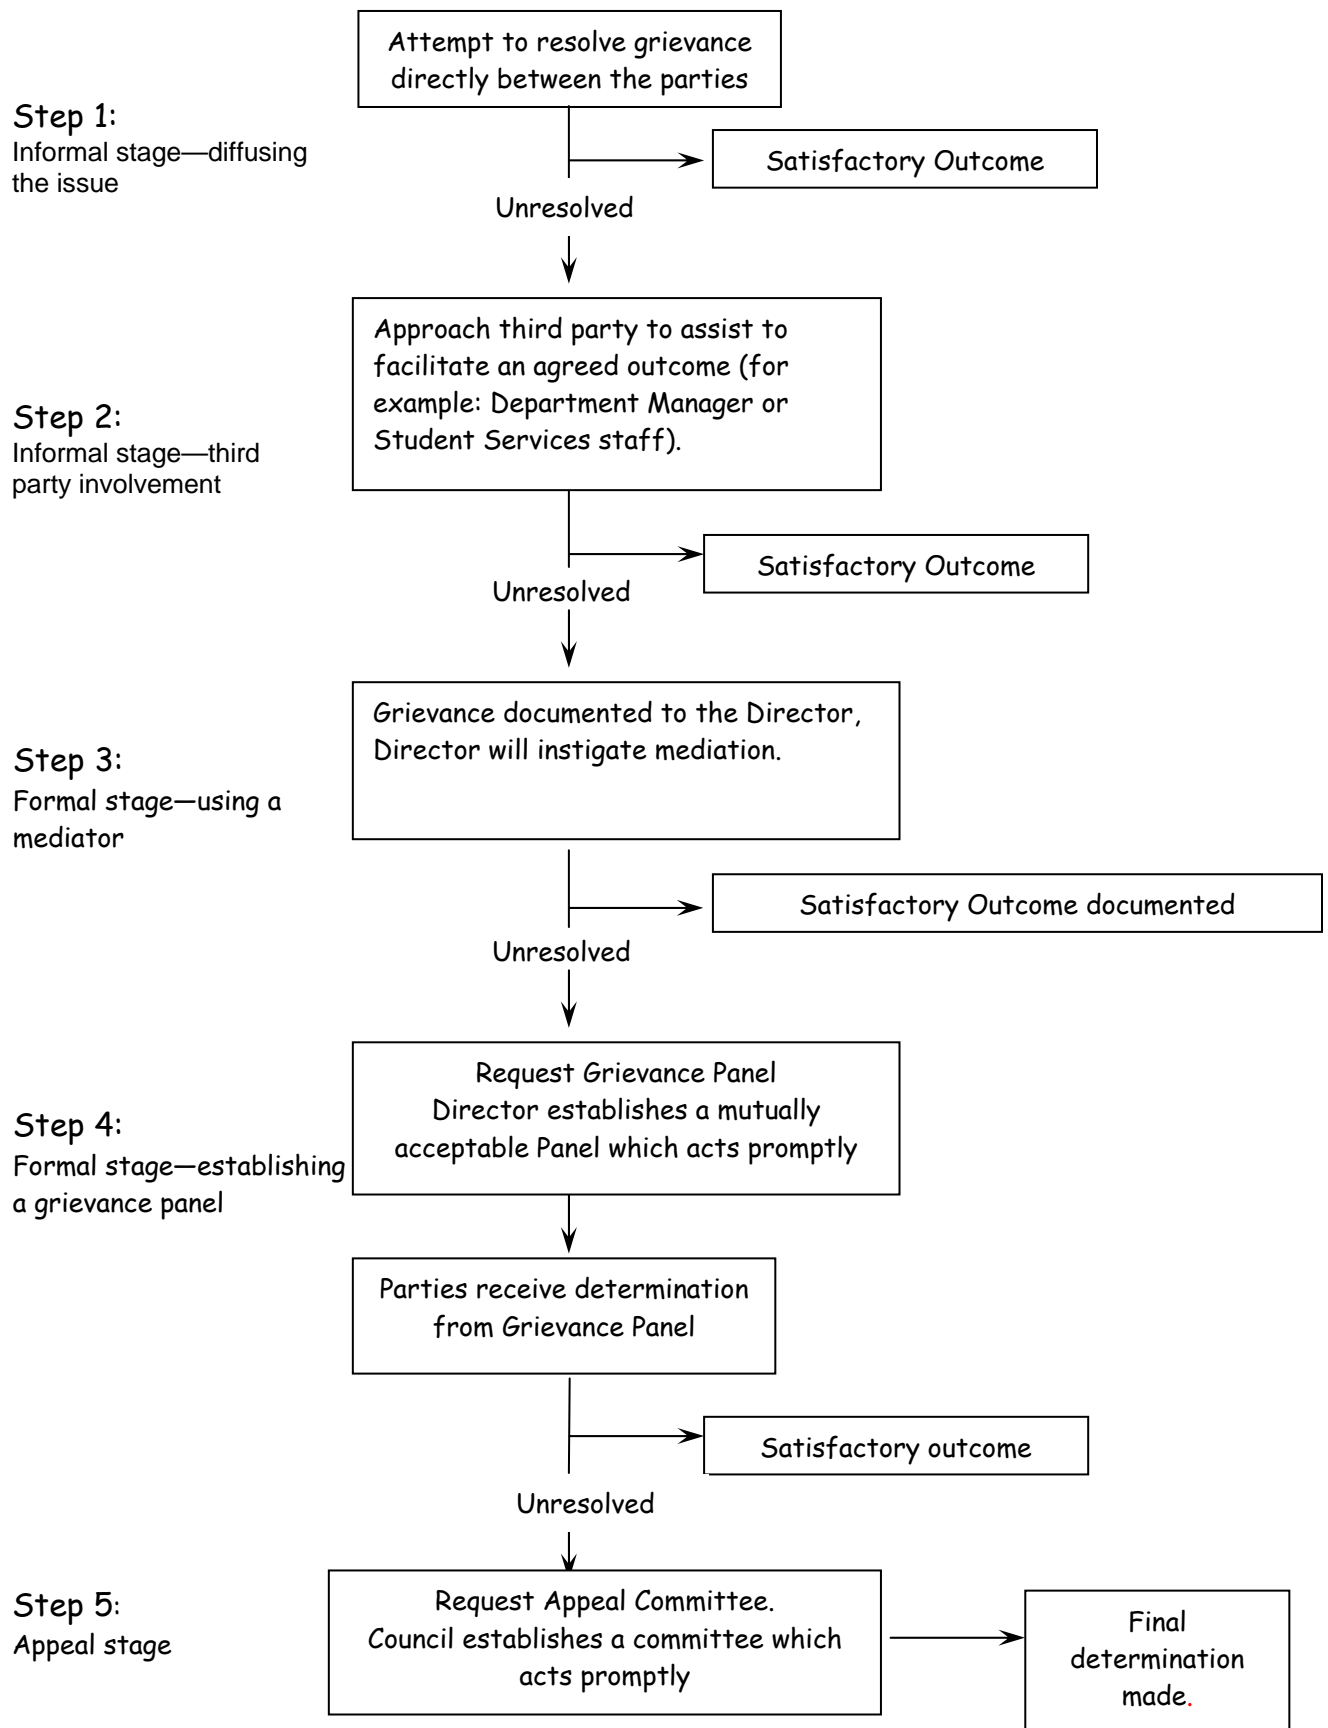 Attempt to resolve grievance
directly between the parties
Step 1:
Informal stage—diffusing
the issue
Satisfactory Outcome
Unresolved
Approach third party to assist to
facilitate an agreed outcome (for
example: Department Manager or
Student Services staff).
Step 2:
Informal stage—third
party involvement
Satisfactory Outcome
Unresolved
Grievance documented to the Director,
Director will instigate mediation.
Step 3:
Formal stage—using a
mediator
Satisfactory Outcome documented
Unresolved
Request Grievance Panel
Director establishes a mutually
acceptable Panel which acts promptly
Step 4:
Formal stage—establishing
a grievance panel
Parties receive determination
from Grievance Panel
Satisfactory outcome
Unresolved
Step 5:
Appeal stage
Request Appeal Committee.
Council establishes a committee which
acts promptly
Final
determination
made.